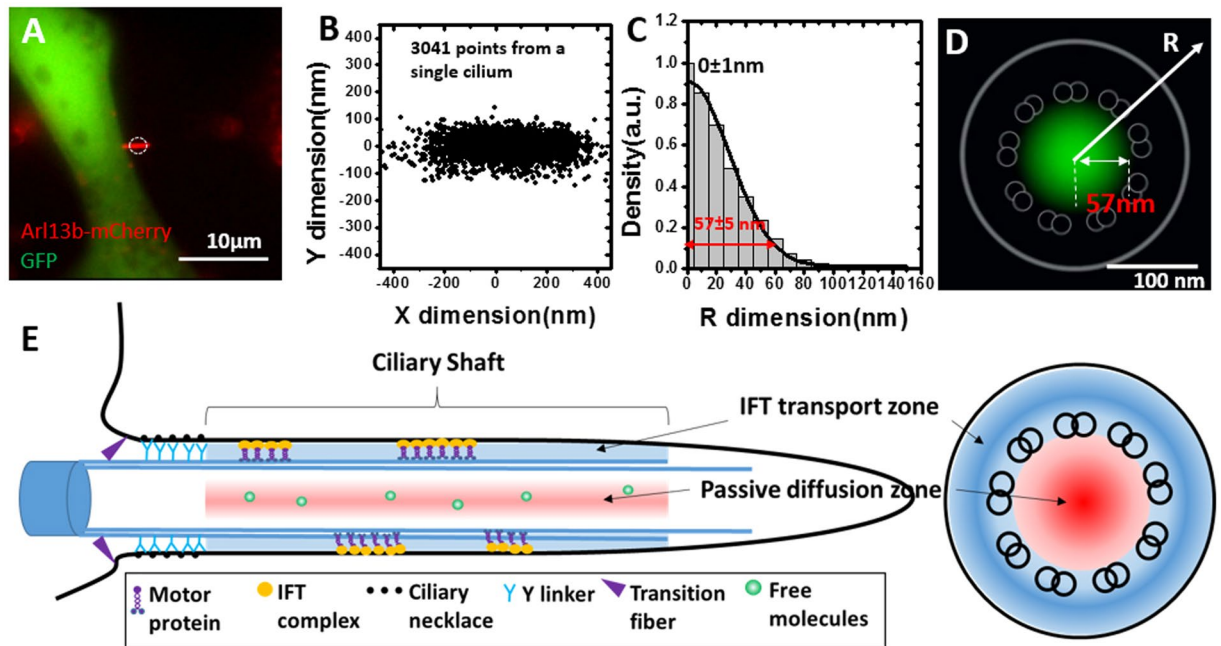 A
Arl13b-mCherry
GFP
10μm
B
3041 points from a
single cilium
Y dimension(nm)
400
300
200
100
0
-100
-200
-300
-400
-400 -200 0 200 400
X dimension(nm)
C
0±1nm
57±5 nm
Density(a.u.)
1.2
1.0
0.8
0.6
0.4
0.2
0.0
0 20 40 60 80 100 120 140 160
R dimension(nm)
D
R
57nm
100 nm
E
Ciliary Shaft
IFT transport zone
Passive diffusion zone
Motor
protein
IFT
complex
Ciliary
necklace
Y linker
Transition
fiber
Free
molecules